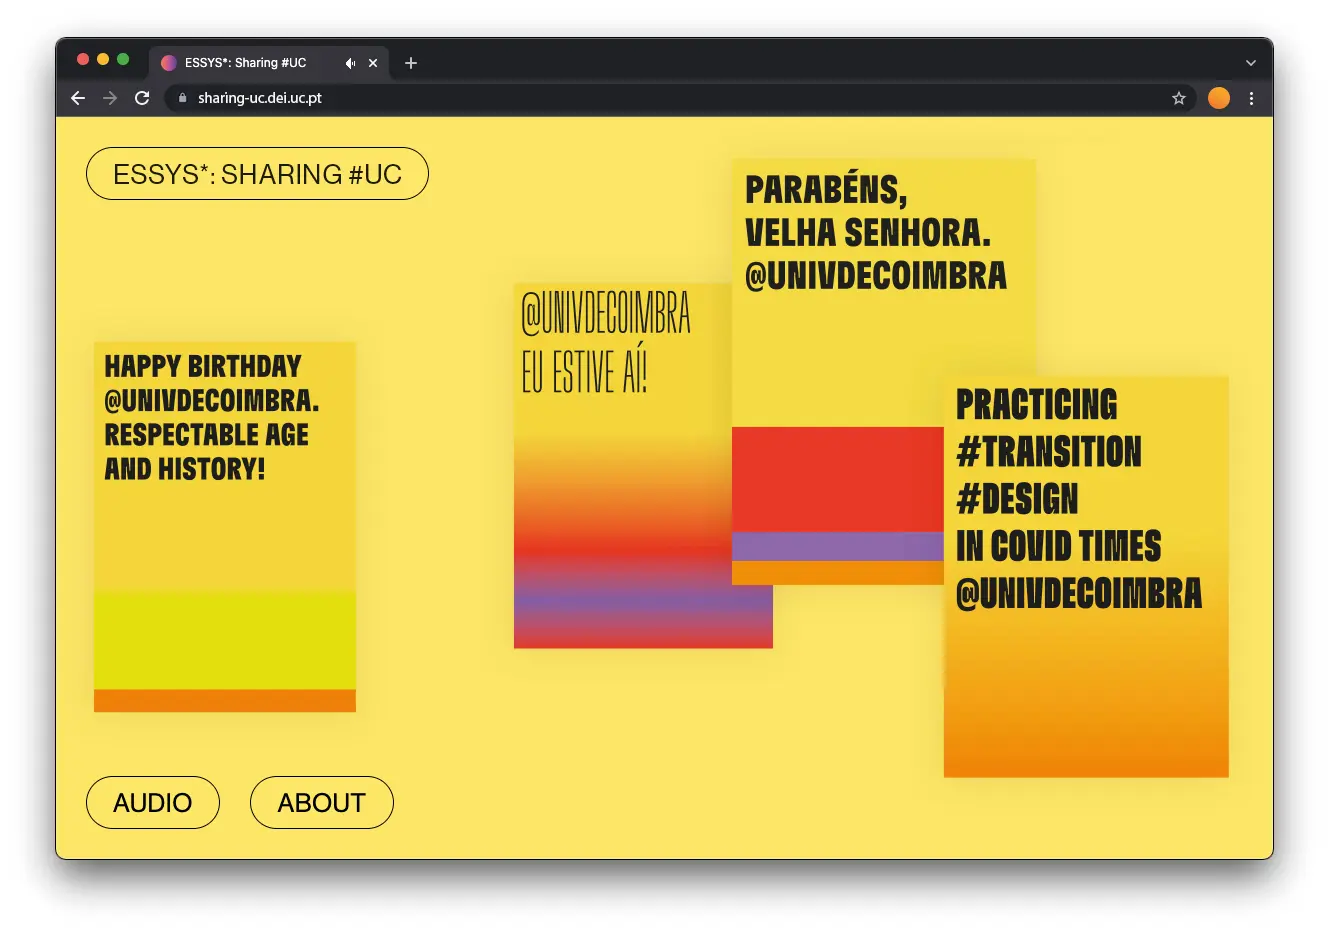 ESSYS*: Sharing #UC
sharing-uc.dei.uc.pt
ESSYS*: SHARING #UC
HAPPY BIRTHDAY
@UNIVDECOIMBRA.
RESPECTABLE AGE
AND HISTORY!
@UNIVDECOIMBRA
EU ESTIVE AÍ!
PARABÉNS,
VELHA SENHORA.
@UNIVDECOIMBRA
PRACTICING
#TRANSITION
#DESIGN
IN COVID TIMES
@UNIVDECOIMBRA
AUDIO
ABOUT